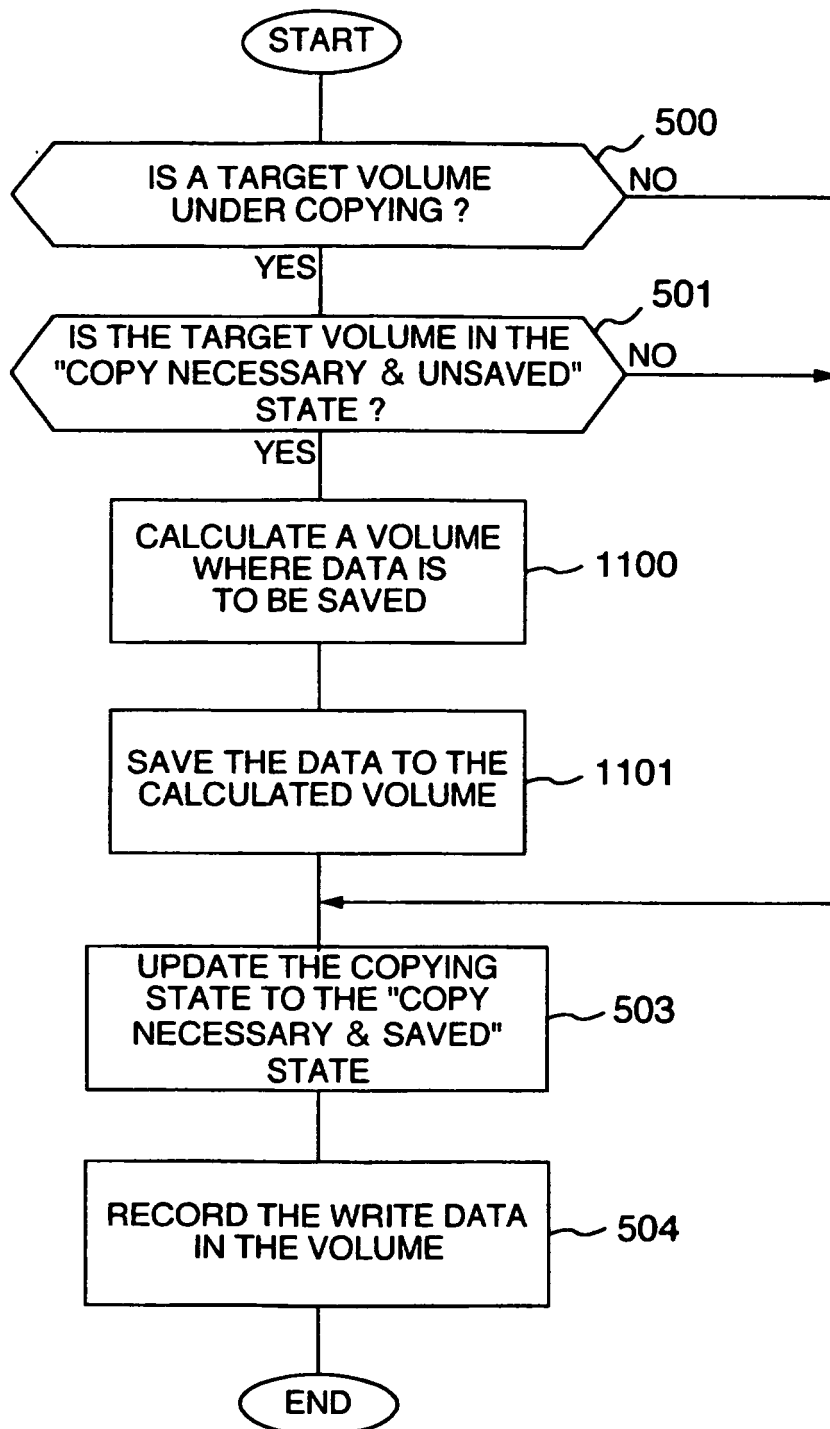 START
500
IS A TARGET VOLUME
UNDER COPYING ?
NO
YES
501
IS THE TARGET VOLUME IN THE
"COPY NECESSARY & UNSAVED"
STATE ?
NO
YES
CALCULATE A VOLUME
WHERE DATA IS
TO BE SAVED
1100
SAVE THE DATA TO THE
CALCULATED VOLUME
1101
UPDATE THE COPYING
STATE TO THE "COPY
NECESSARY & SAVED"
STATE
503
RECORD THE WRITE DATA
IN THE VOLUME
504
END